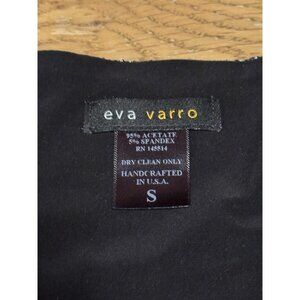 eva varro
95% ACETATE
5% SPANDEX
RN 145514
DRY CLEAN ONLY
HANDCRAFTED
IN U.S.A.
S